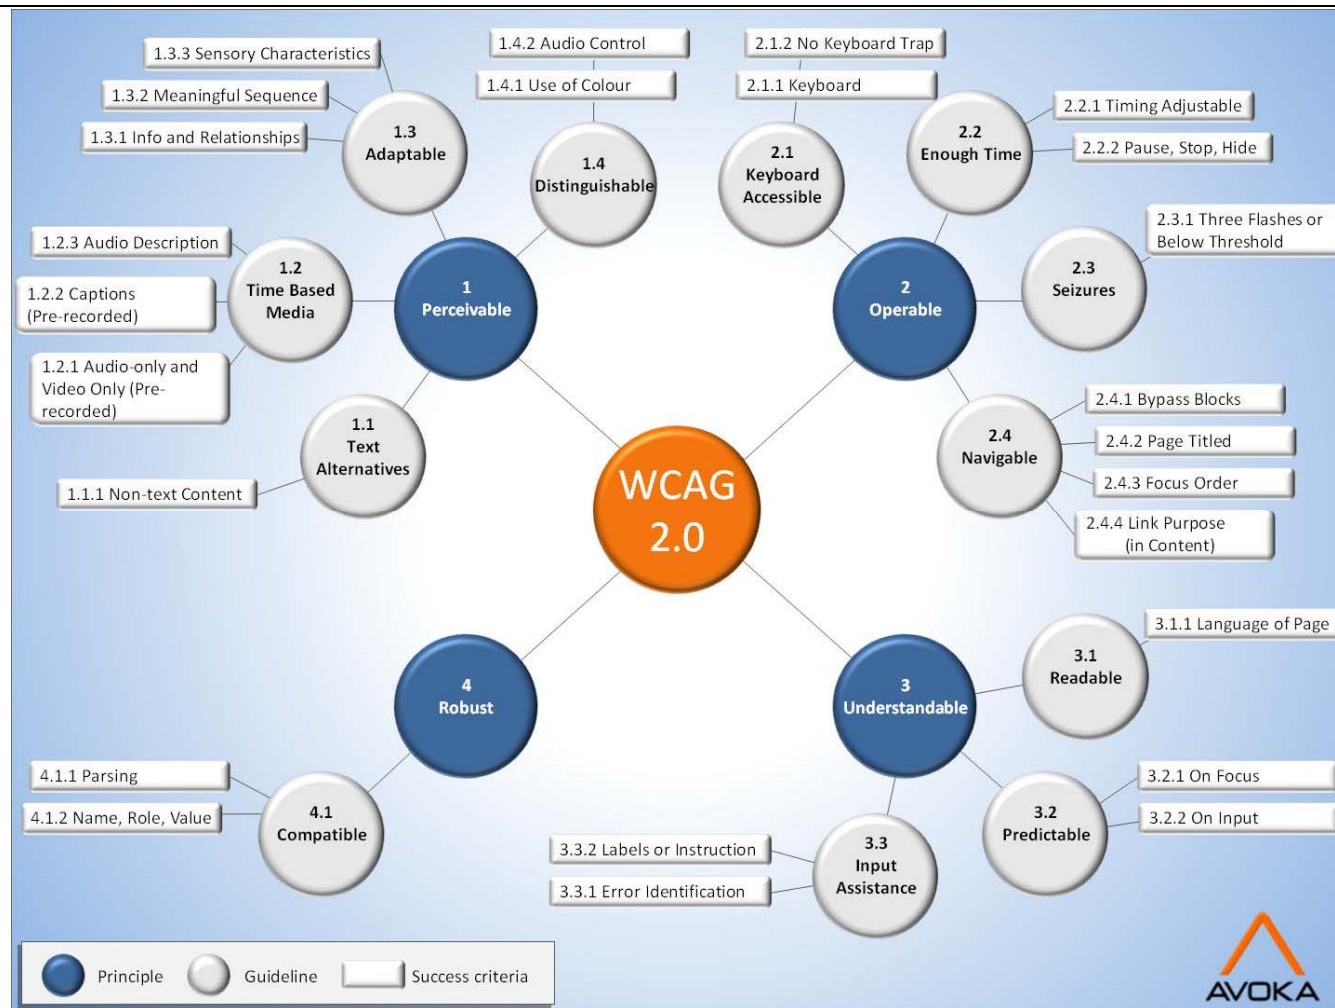 1.3.3 Sensory Characteristics
1.3.2 Meaningful Sequence
1.3.1 Info and Relationships
1.3
Adaptable
1.4.2 Audio Control
1.4.1 Use of Colour
1.4
Distinguishable
1.2.3 Audio Description
1.2.2 Captions
(Pre-recorded)
1.2.1 Audio-only and
Video Only (Pre-
recorded)
1.2
Time Based
Media
1
Perceivable
1.1
Text
Alternatives
1.1.1 Non-text Content
2.1.2 No Keyboard Trap
2.1.1 Keyboard
2.1
Keyboard
Accessible
2.2
Enough Time
2.2.1 Timing Adjustable
2.2.2 Pause, Stop, Hide
2
Operable
2.3
Seizures
2.3.1 Three Flashes or
Below Threshold
2.4
Navigable
2.4.1 Bypass Blocks
2.4.2 Page Titled
2.4.3 Focus Order
2.4.4 Link Purpose
(in Content)
WCAG
2.0
4
Robust
4.1.1 Parsing
4.1.2 Name, Role, Value
4.1
Compatible
3
Understandable
3.1
Readable
3.1.1 Language of Page
3.2
Predictable
3.2.1 On Focus
3.2.2 On Input
3.3
Input
Assistance
3.3.2 Labels or Instruction
3.3.1 Error Identification
Principle
Guideline
Success criteria
AVOKA